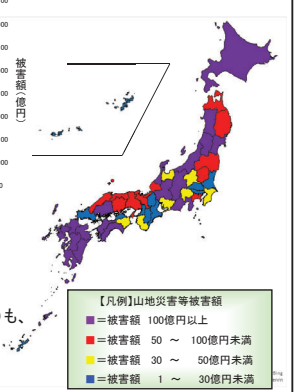 被害額(億円)
も、
【凡例】山地災害等被害額
■=被害額 100億円以上
■=被害額 50 ~ 100億円未満
■=被害額 30 ~ 50億円未満
■=被害額 1 ~ 30億円未満